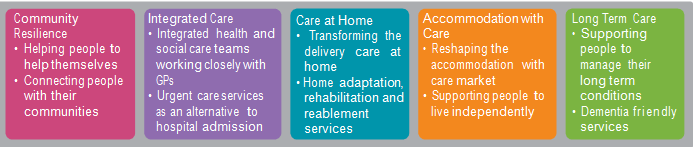 Community
Resilience
• Helping people to
help themselves
• Connecting people
with their
communities
Integrated Care
• Integrated health and
social care teams
working closely with
GPs
• Urgent care services
as an alternative to
hospital admission
Care at Home
• Transforming the
delivery care at
home
• Home adaptation,
rehabilitation and
reablement
services
Accommodation with
Care
• Reshaping the
accommodation with
care market
• Supporting people to
live independently
Long Term Care
• Supporting
people to
manage their
long term
conditions
• Dementia friendly
services